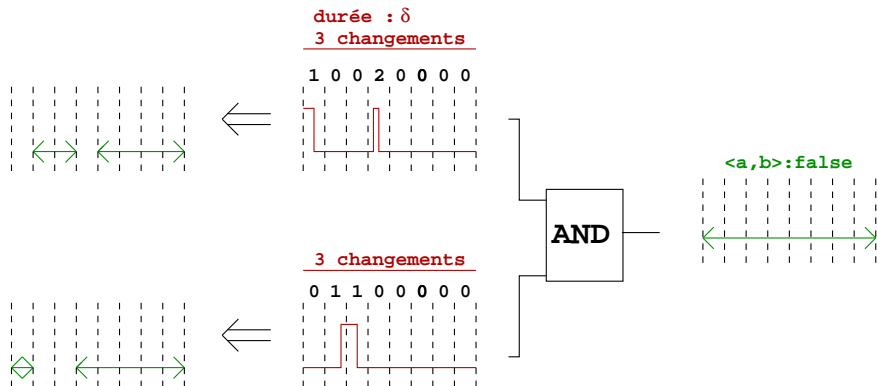 durée : δ
3 changements
1 0 0 2 0 0 0 0
<a,b>:false
AND
3 changements
0 1 1 0 0 0 0 0